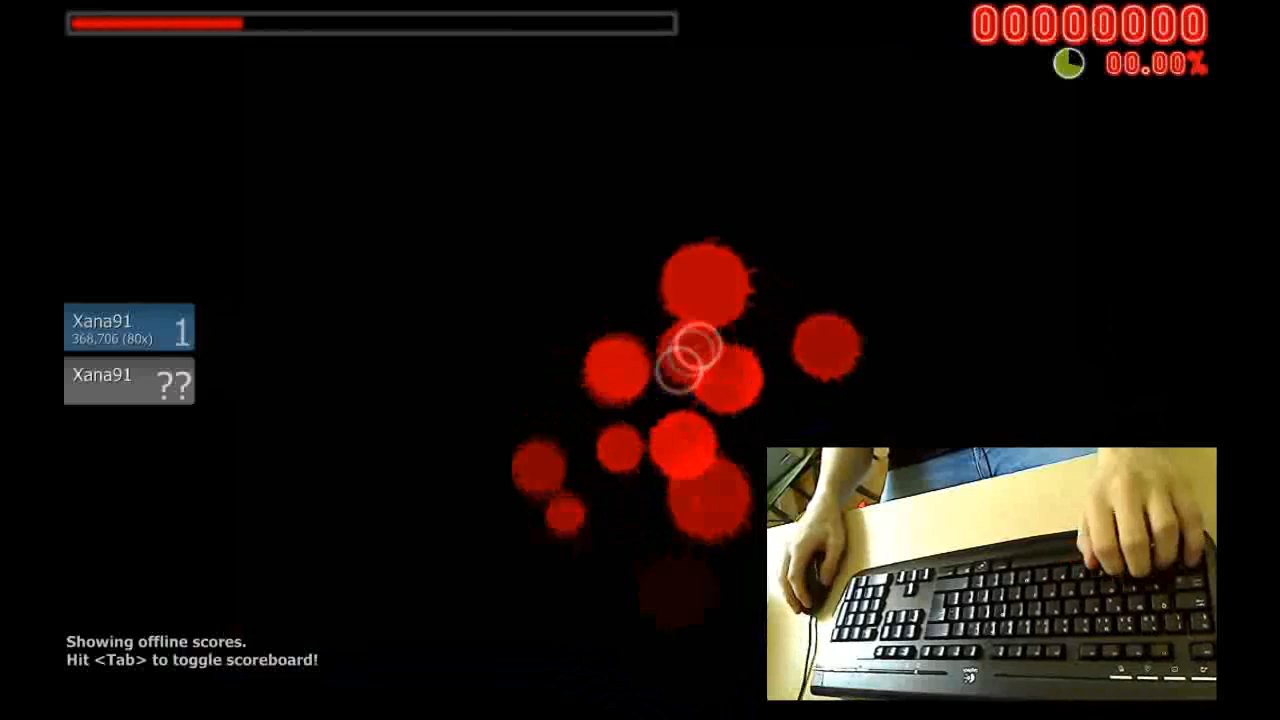 00000000
00.00%
Xana91
368,706 (80x)
1
Xana91
??
Showing offline scores.
Hit <Tab> to toggle scoreboard!